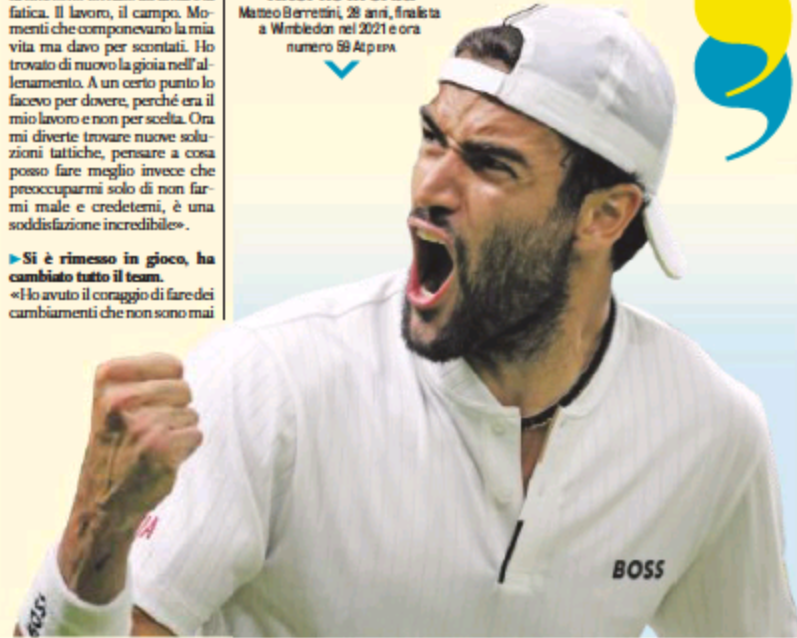 fatica. Il lavoro, il campo. Mo-
menti che componevano la mia
vita ma davo per scontati. Ho
trovato di nuovo la gioia nell'al-
lenamento. A un certo punto lo
facevo per dovere, perché era il
mio lavoro e non per scelta. Ora
mi diverte trovare nuove solu-
zioni tattiche, pensare a cosa
posso fare meglio invece che
preoccuparmi solo di non far-
mi male e credetemi, è una
soddisfazione incredibile».
▶Si è rimesso in gioco, ha
cambiato tutto il team.
«Ho avuto il coraggio di fare dei
cambiamenti che non sono mai
Matteo Berrettini, 28 anni, finalista
a Wimbledon nel 2021 e ora
numero 59 Atp EPA
BOSS
BOSS